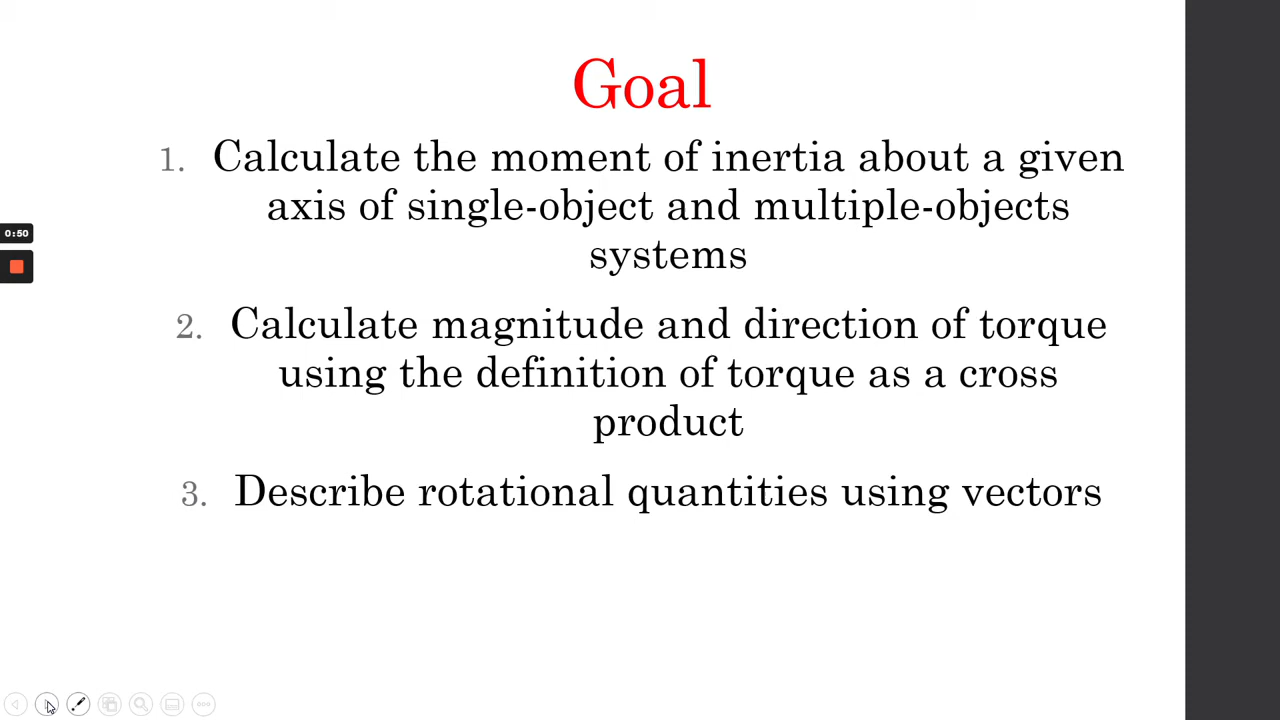 Goal
1. Calculate the moment of inertia about a given
axis of single-object and multiple-objects
systems
0:50
2. Calculate magnitude and direction of torque
using the definition of torque as a cross
product
3. Describe rotational quantities using vectors